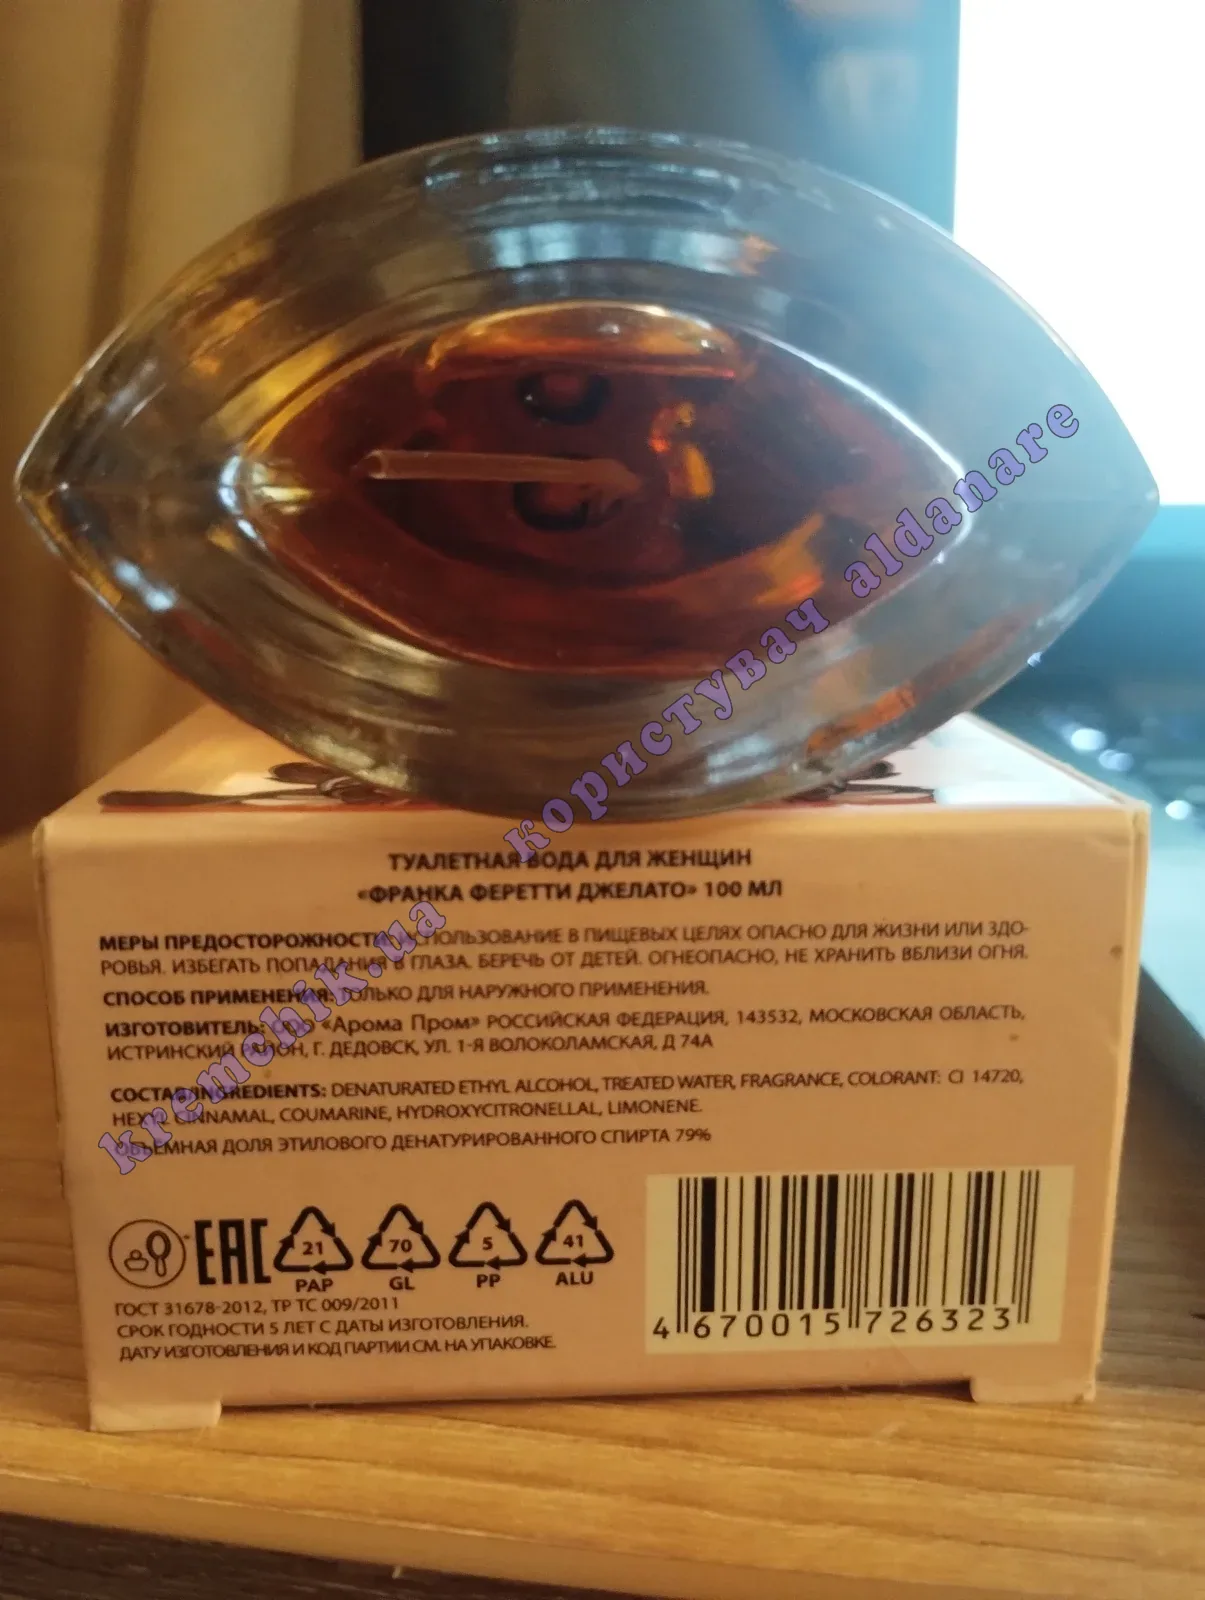 ТУАЛЕТНАЯ ВОДА ДЛЯ ЖЕНЩИН
«ФРАНКА ФЕРЕТТИ ДЖЕЛАТО» 100 МЛ
МЕРЫ ПРЕДОСТОРОЖНОСТИ: ИСПОЛЬЗОВАНИЕ В ПИЩЕВЫХ ЦЕЛЯХ ОПАСНО ДЛЯ ЖИЗНИ ИЛИ ЗДО-
РОВЬЯ. ИЗБЕГАТЬ ПОПАДАНИЯ В ГЛАЗА. БЕРЕЧЬ ОТ ДЕТЕЙ. ОГНЕОПАСНО, НЕ ХРАНИТЬ ВБЛИЗИ ОГНЯ.
СПОСОБ ПРИМЕНЕНИЯ: ТОЛЬКО ДЛЯ НАРУЖНОГО ПРИМЕНЕНИЯ.
ИЗГОТОВИТЕЛЬ: ООО «Арома Пром» РОССИЙСКАЯ ФЕДЕРАЦИЯ, 143532, МОСКОВСКАЯ ОБЛАСТЬ,
ИСТРИНСКИЙ РАЙОН, Г. ДЕДОВСК, УЛ. 1-Я ВОЛОКОЛАМСКАЯ, Д 74А
СОСТАВ/INGREDIENTS: DENATURATED ETHYL ALCOHOL, TREATED WATER, FRAGRANCE, COLORANT: CI 14720,
HEXYL CINNAMAL, COUMARINE, HYDROXYCITRONELLAL, LIMONENE.
ОБЪЕМНАЯ ДОЛЯ ЭТИЛОВОГО ДЕНАТУРИРОВАННОГО СПИРТА 79%
EAC 21 70 5 41
PAP GL PP ALU
ГОСТ 31678-2012, ТР ТС 009/2011
СРОК ГОДНОСТИ 5 ЛЕТ С ДАТЫ ИЗГОТОВЛЕНИЯ.
ДАТУ ИЗГОТОВЛЕНИЯ И КОД ПАРТИИ СМ. НА УПАКОВКЕ.
4 670015 726323
kremchik.ua користувач aldanare